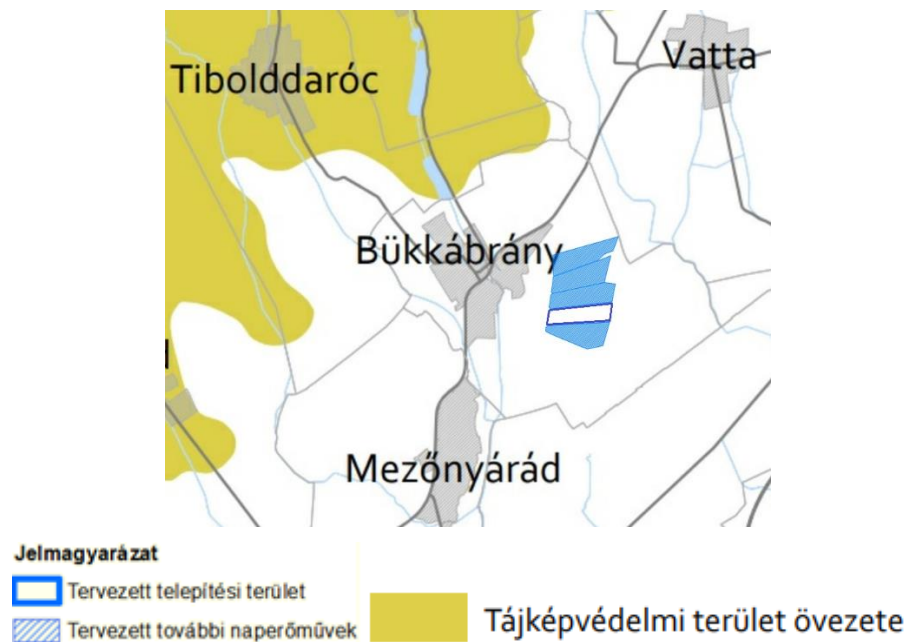 Vatta
Tibolddaróc
Bükkábrány
Mezőnyárád
Jelmagyarázat
Tervezett telepítési terület
Tervezett további naperőművek
Tájképvédelmi terület övezete